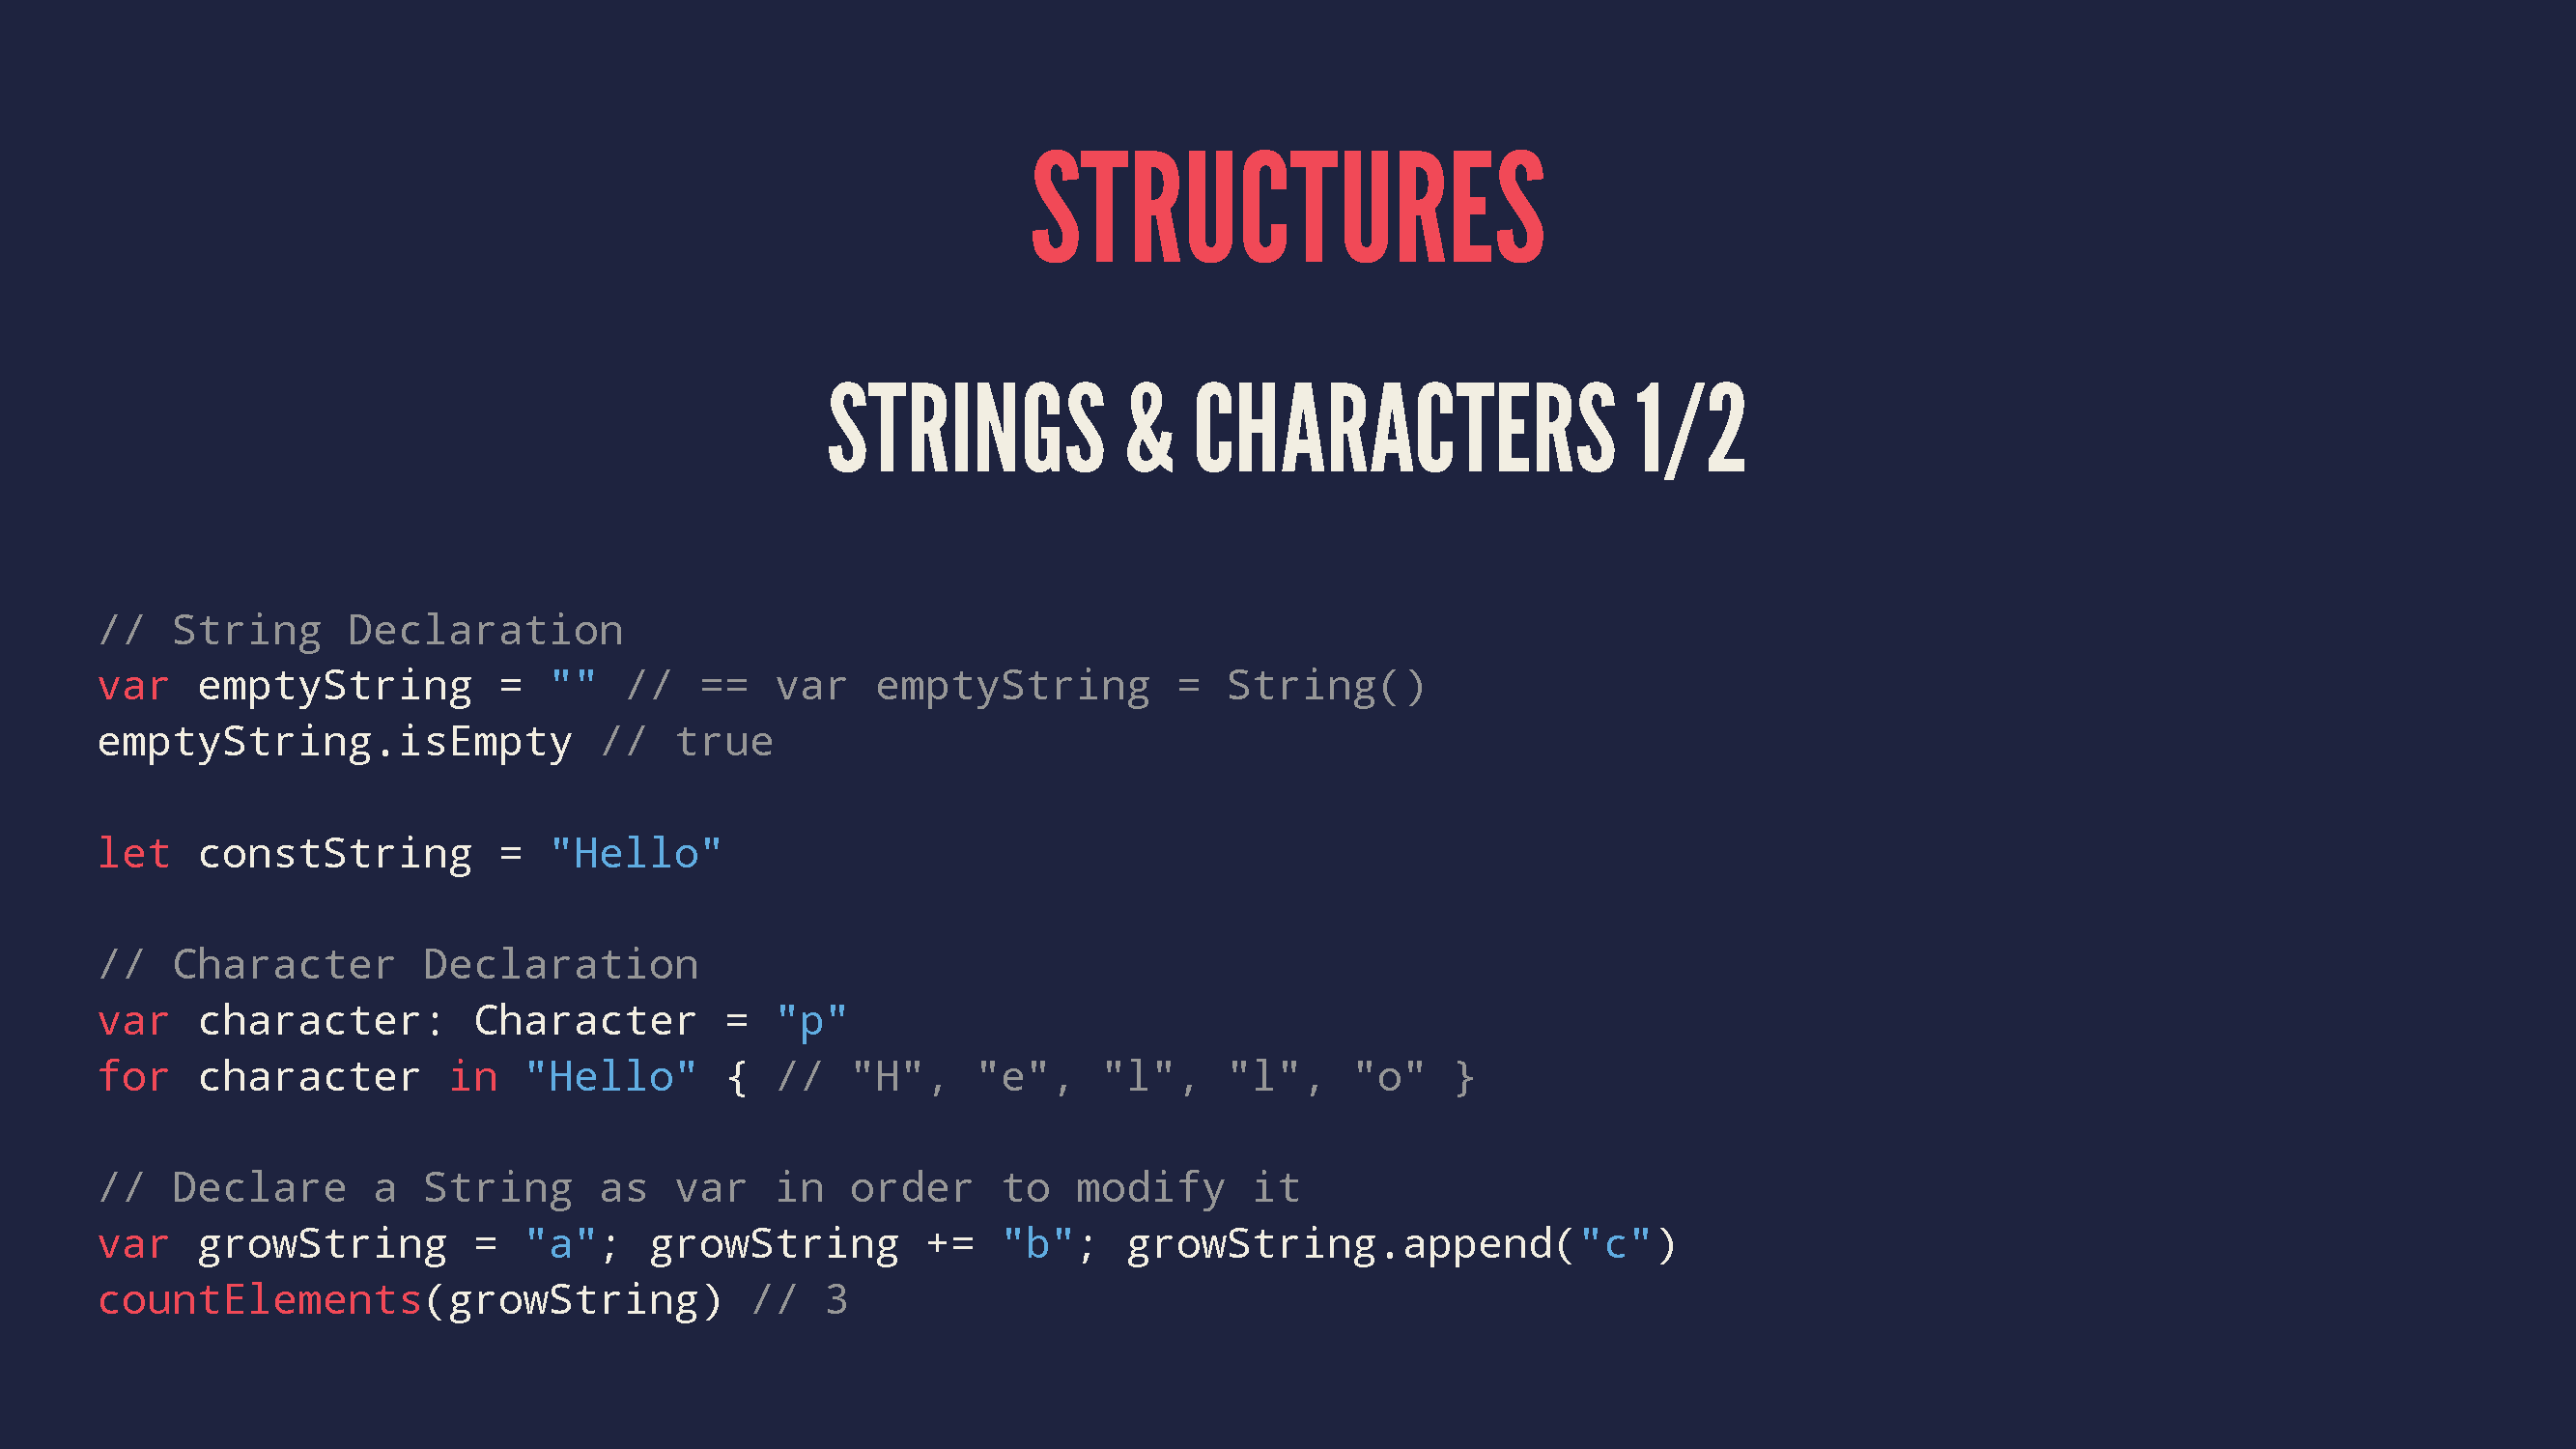 STRUCTURES
STRINGS & CHARACTERS 1/2
// String Declaration
var emptyString = "" // == var emptyString = String()
emptyString.isEmpty // true
let constString = "Hello"
// Character Declaration
var character: Character = "p"
for character in "Hello" { // "H", "e", "l", "l", "o" }
// Declare a String as var in order to modify it
var growString = "a"; growString += "b"; growString.append("c")
countElements(growString) // 3